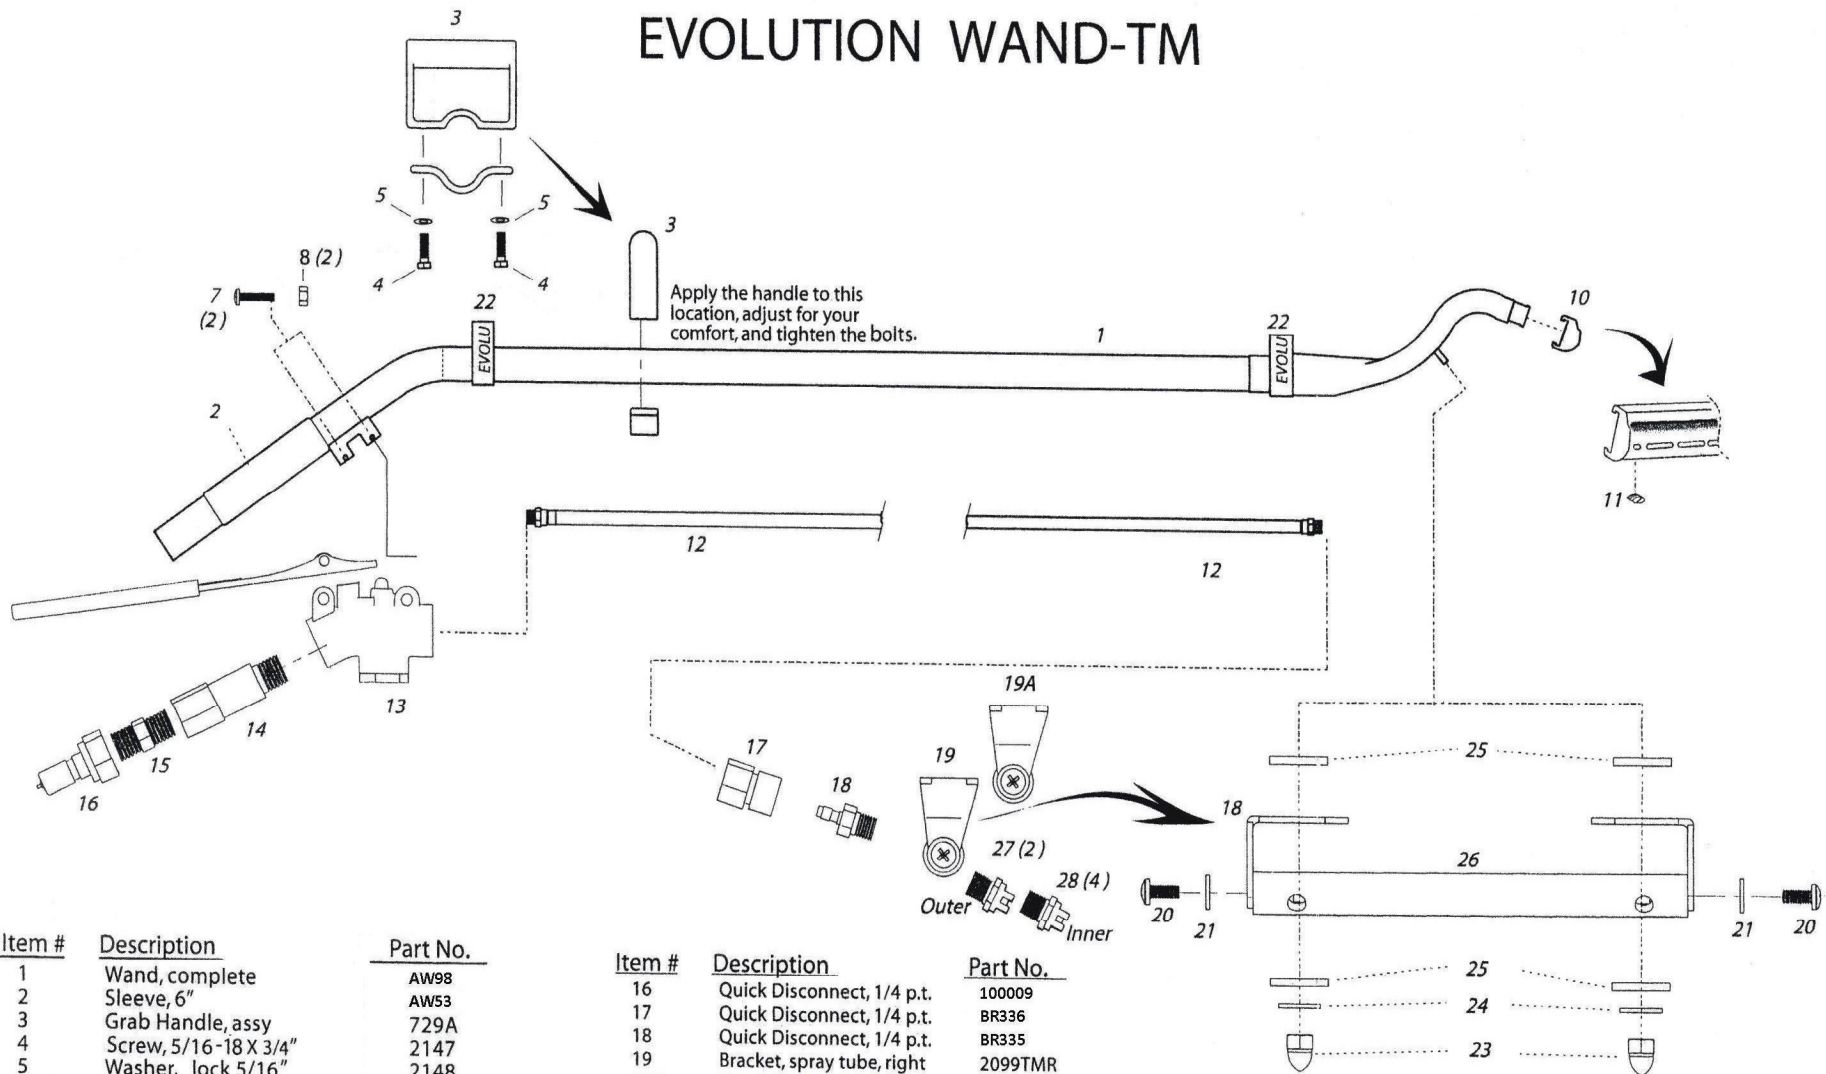 EVOLUTION WAND-TM
3
5
5
4
4
3
8 (2)
7
(2)
22
Apply the handle to this
location, adjust for your
comfort, and tighten the bolts.
1
22
10
EVOLU
EVOLU
2
11
12
12
13
14
15
16
17
18
19
19A
27 (2)
28 (4)
Outer
Inner
25
18
26
20
21
21
20
25
24
23
Item # Description Part No.
1 Wand, complete AW98
2 Sleeve, 6" AW53
3 Grab Handle, assy 729A
4 Screw, 5/16-18 X 3/4" 2147
5 Washer, lock 5/16" 2148
Item # Description Part No.
16 Quick Disconnect, 1/4 p.t. 100009
17 Quick Disconnect, 1/4 p.t. BR336
18 Quick Disconnect, 1/4 p.t. BR335
19 Bracket, spray tube, right 2099TMR